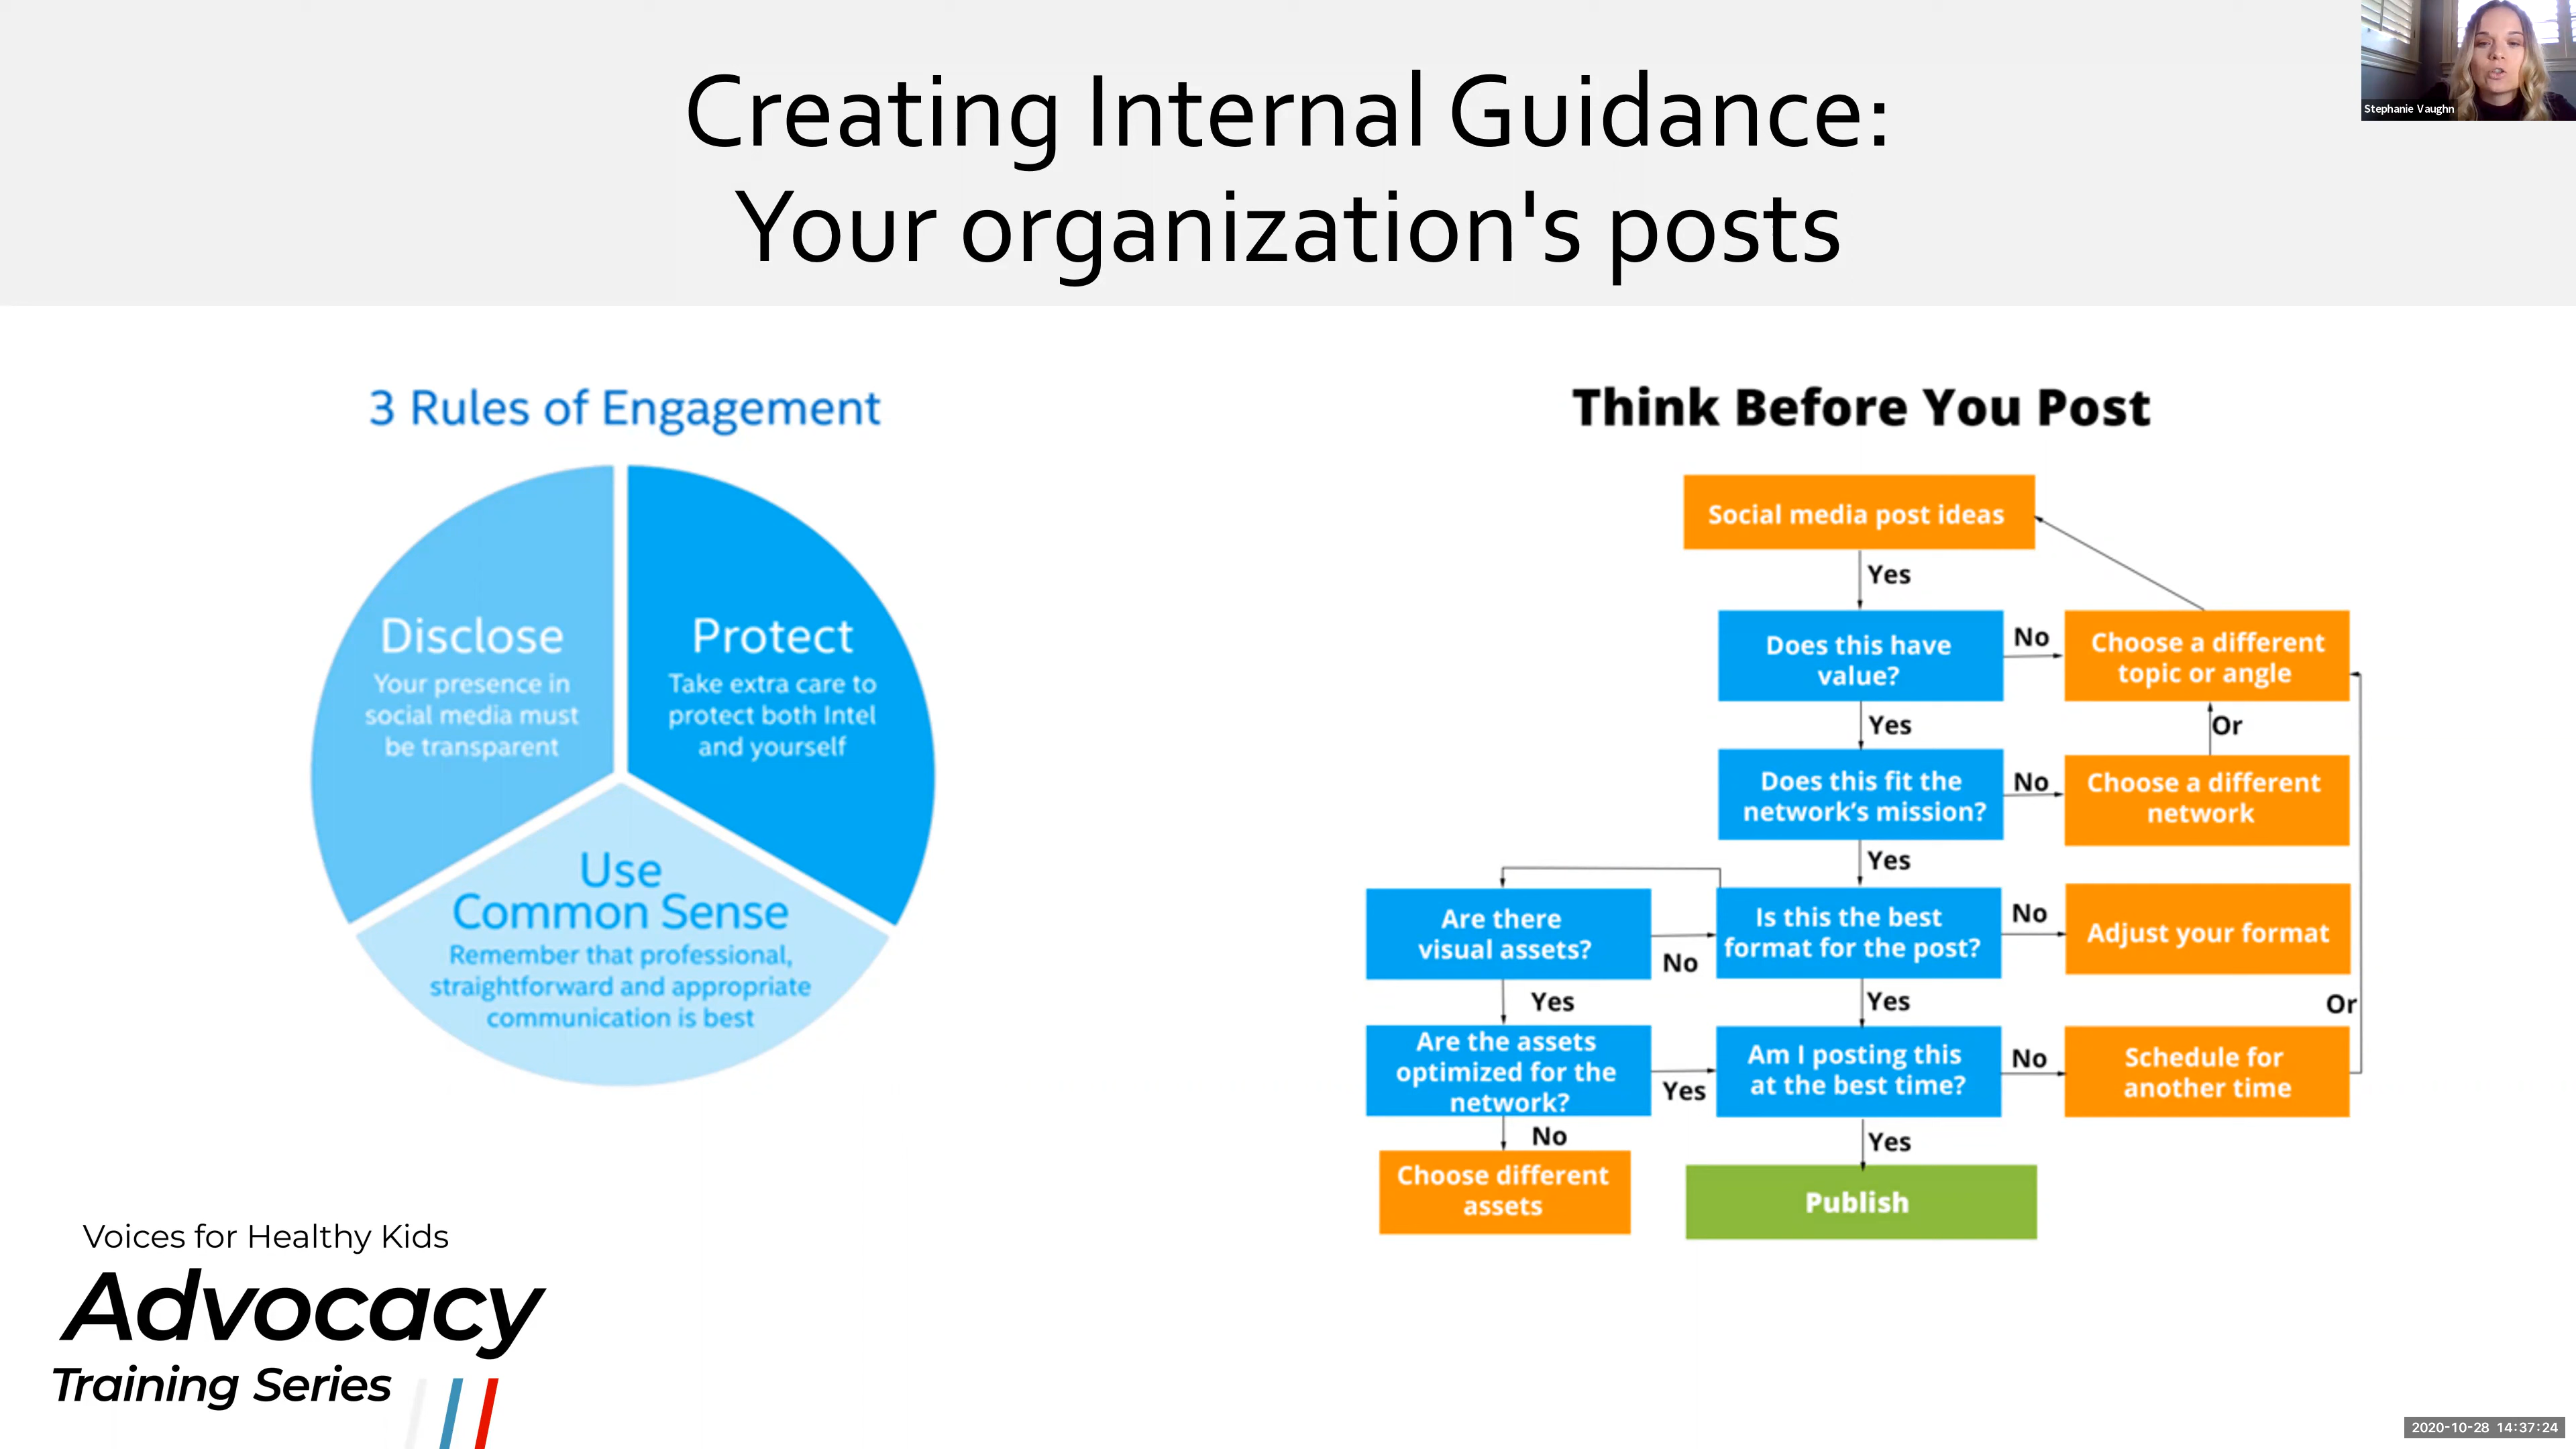 Creating Internal Guidance:
Your organization's posts
Stephanie Vaughn
3 Rules of Engagement
Disclose
Your presence in
social media must
be transparent
Protect
Take extra care to
protect both Intel
and yourself
Use
Common Sense
Remember that professional,
straightforward and appropriate
communication is best
Think Before You Post
Social media post ideas
Yes
Does this have
value?
No
Choose a different
topic or angle
Yes
Or
Does this fit the
network’s mission?
No
Choose a different
network
Yes
Are there
visual assets?
No
Is this the best
format for the post?
No
Adjust your format
Yes
Yes
Or
Are the assets
optimized for the
network?
Yes
Am I posting this
at the best time?
No
Schedule for
another time
No
Yes
Choose different
assets
Publish
Voices for Healthy Kids
Advocacy
Training Series
2020-10-28 14:37:24